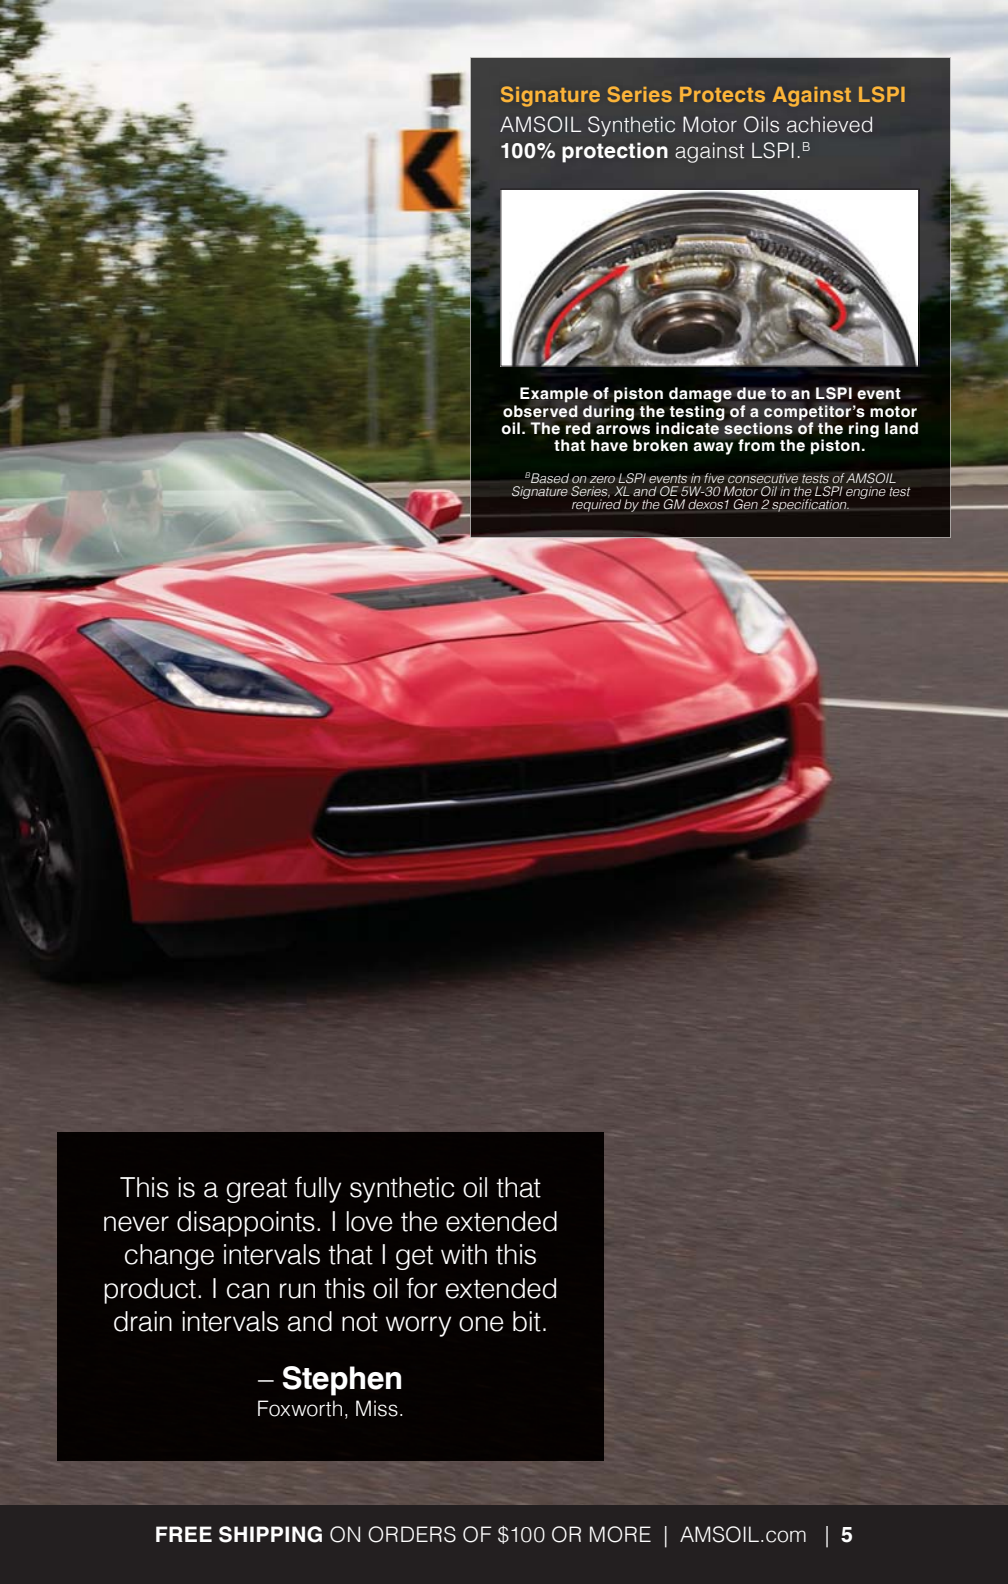 Signature Series Protects Against LSPI
AMSOIL Synthetic Motor Oils achieved
100% protection against LSPI.B
Example of piston damage due to an LSPI event
observed during the testing of a competitor's motor
oil. The red arrows indicate sections of the ring land
that have broken away from the piston.
BBased on zero LSPI events in five consecutive tests of AMSOIL
Signature Series, XL and OE 5W-30 Motor Oil in the LSPI engine test
required by the GM dexos1 Gen 2 specification.
This is a great fully synthetic oil that
never disappoints. I love the extended
change intervals that I get with this
product. I can run this oil for extended
drain intervals and not worry one bit.
– Stephen
Foxworth, Miss.
FREE SHIPPING ON ORDERS OF $100 OR MORE | AMSOIL.com | 5